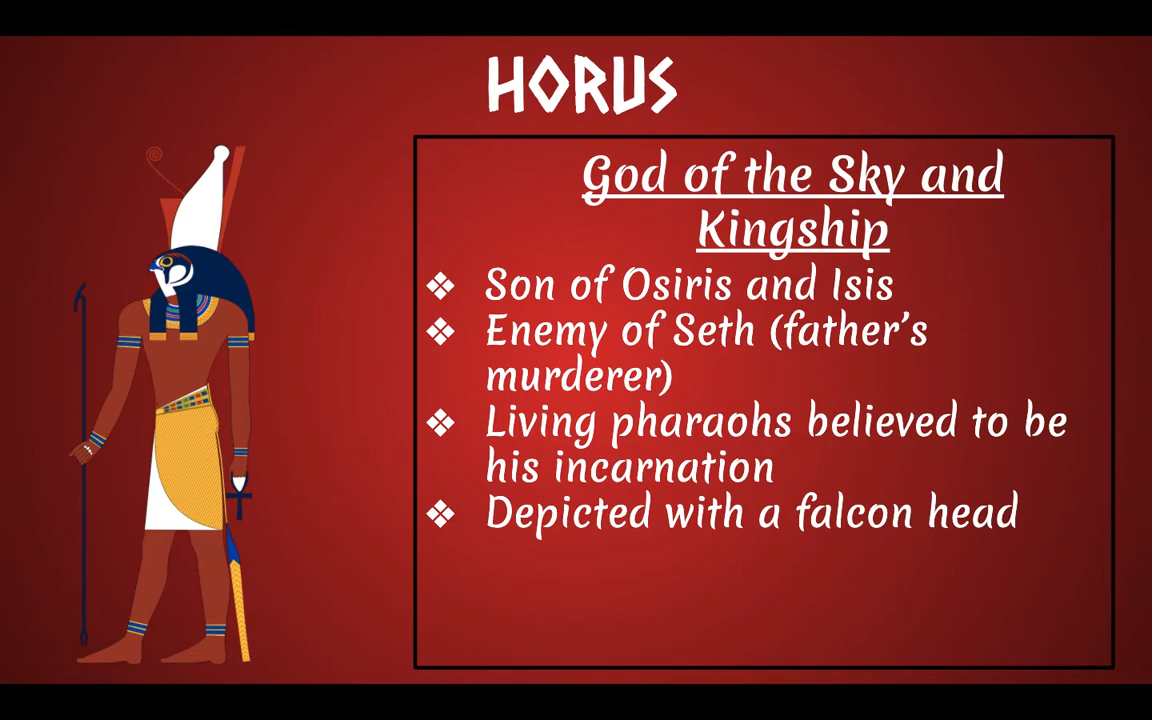 HORUS
God of the Sky and
Kingship
❖ Son of Osiris and Isis
❖ Enemy of Seth (father’s
murderer)
❖ Living pharaohs believed to be
his incarnation
❖ Depicted with a falcon head